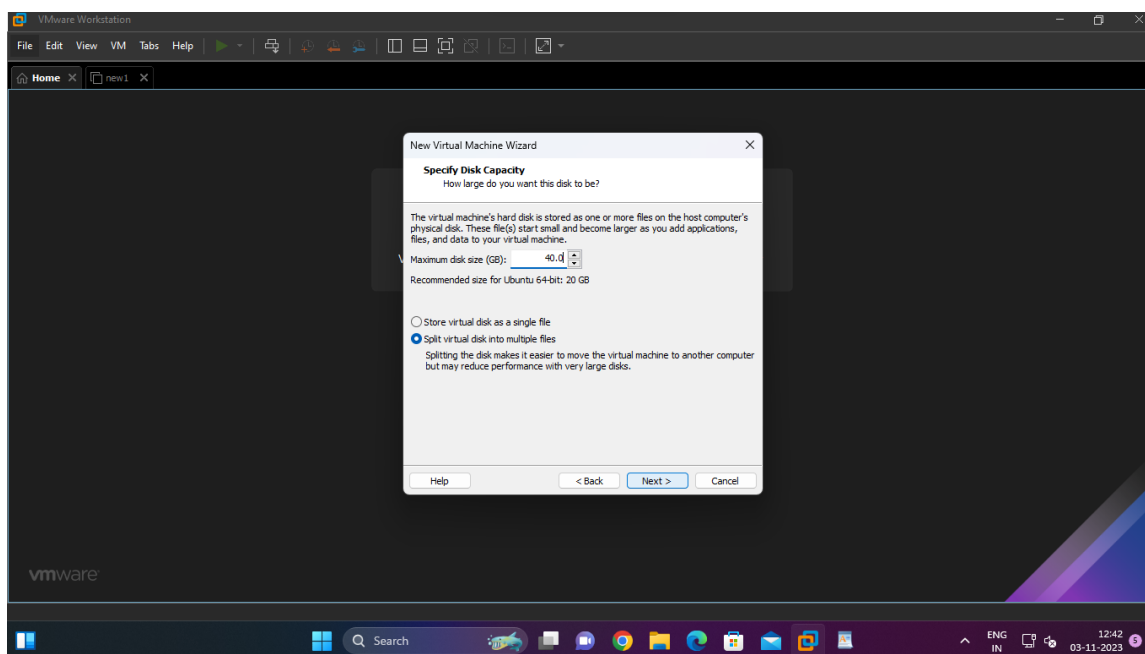 VMware Workstation
File Edit View VM Tabs Help
Home
new1
New Virtual Machine Wizard
Specify Disk Capacity
How large do you want this disk to be?
The virtual machine's hard disk is stored as one or more files on the host computer's
physical disk. These file(s) start small and become larger as you add applications,
files, and data to your virtual machine.
Maximum disk size (GB): 40.0
Recommended size for Ubuntu 64-bit: 20 GB
Store virtual disk as a single file
Split virtual disk into multiple files
Splitting the disk makes it easier to move the virtual machine to another computer
but may reduce performance with very large disks.
Help < Back Next > Cancel
vmware
Search
ENG
IN
12:42
03-11-2023
5